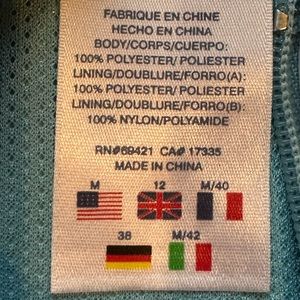 FABRIQUE EN CHINE
HECHO EN CHINA
BODY/CORPS/CUERPO:
100% POLYESTER/ POLIESTER
LINING/DOUBLURE/FORRO(A):
100% POLYESTER/ POLIESTER
LINING/DOUBLURE/FORRO(B):
100% NYLON/POLYAMIDE
RN#69421 CA# 17335
MADE IN CHINA
M 12 M/40
38 M/42